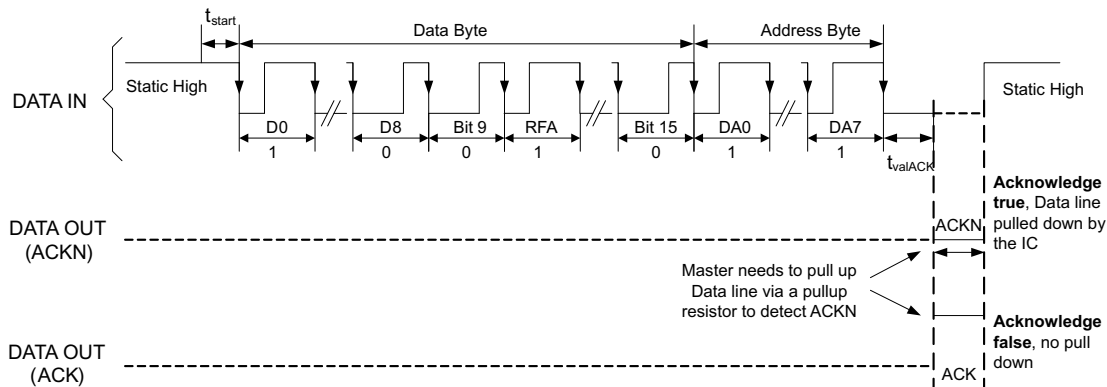 t_start
Data Byte
Address Byte
DATA IN
Static High
Static High
D0
D8
Bit 9
RFA
Bit 15
DA0
DA7
1
0
0
1
0
1
1
t_valACK
Acknowledge
true, Data line
pulled down by
the IC
DATA OUT
(ACKN)
ACKN
Master needs to pull up
Data line via a pullup
resistor to detect ACKN
Acknowledge
false, no pull
down
DATA OUT
(ACK)
ACK